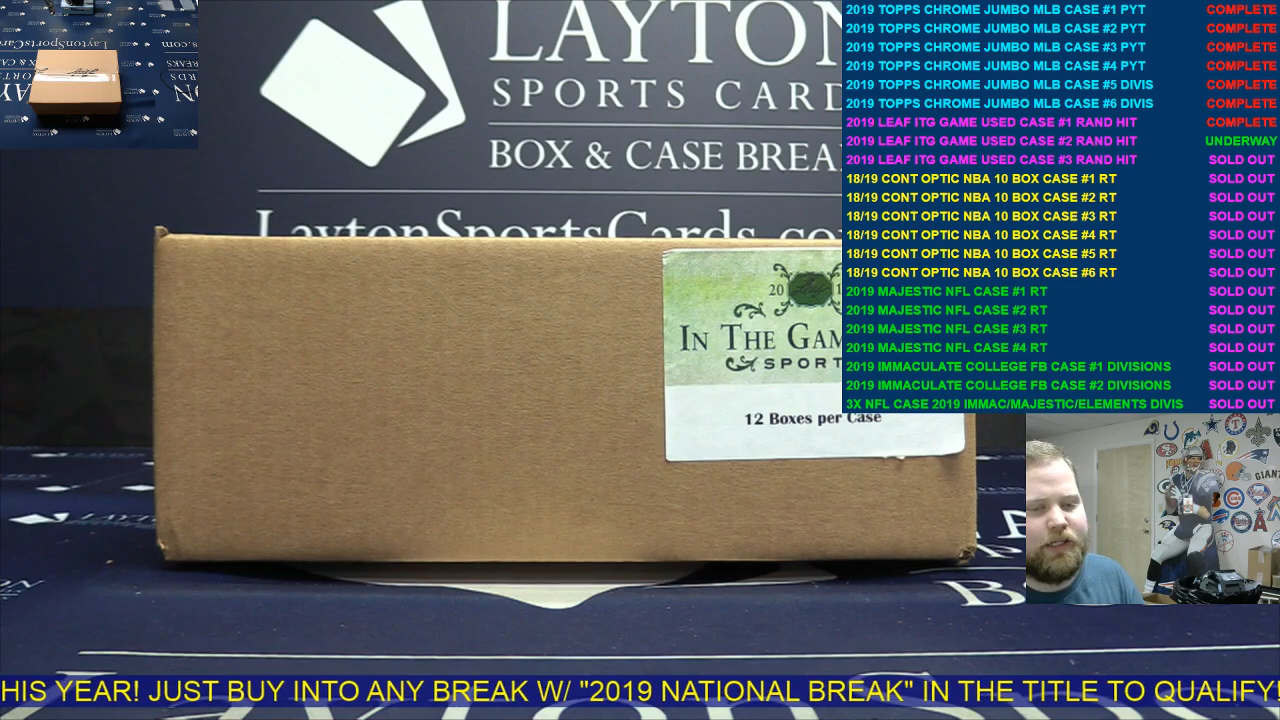 LAYTON
SPORTS CARD
BOX & CASE BREA
LaytonSportsCards.co
20
IN THE GAM
SPORT
12 Boxes per Case
2019 TOPPS CHROME JUMBO MLB CASE #1 PYT COMPLETE
2019 TOPPS CHROME JUMBO MLB CASE #2 PYT COMPLETE
2019 TOPPS CHROME JUMBO MLB CASE #3 PYT COMPLETE
2019 TOPPS CHROME JUMBO MLB CASE #4 PYT COMPLETE
2019 TOPPS CHROME JUMBO MLB CASE #5 DIVIS COMPLETE
2019 TOPPS CHROME JUMBO MLB CASE #6 DIVIS COMPLETE
2019 LEAF ITG GAME USED CASE #1 RAND HIT COMPLETE
2019 LEAF ITG GAME USED CASE #2 RAND HIT UNDERWAY
2019 LEAF ITG GAME USED CASE #3 RAND HIT SOLD OUT
18/19 CONT OPTIC NBA 10 BOX CASE #1 RT SOLD OUT
18/19 CONT OPTIC NBA 10 BOX CASE #2 RT SOLD OUT
18/19 CONT OPTIC NBA 10 BOX CASE #3 RT SOLD OUT
18/19 CONT OPTIC NBA 10 BOX CASE #4 RT SOLD OUT
18/19 CONT OPTIC NBA 10 BOX CASE #5 RT SOLD OUT
18/19 CONT OPTIC NBA 10 BOX CASE #6 RT SOLD OUT
2019 MAJESTIC NFL CASE #1 RT SOLD OUT
2019 MAJESTIC NFL CASE #2 RT SOLD OUT
2019 MAJESTIC NFL CASE #3 RT SOLD OUT
2019 MAJESTIC NFL CASE #4 RT SOLD OUT
2019 IMMACULATE COLLEGE FB CASE #1 DIVISIONS SOLD OUT
2019 IMMACULATE COLLEGE FB CASE #2 DIVISIONS SOLD OUT
3X NFL CASE 2019 IMMAC/MAJESTIC/ELEMENTS DIVIS SOLD OUT
HIS YEAR! JUST BUY INTO ANY BREAK W/ "2019 NATIONAL BREAK" IN THE TITLE TO QUALIFY!